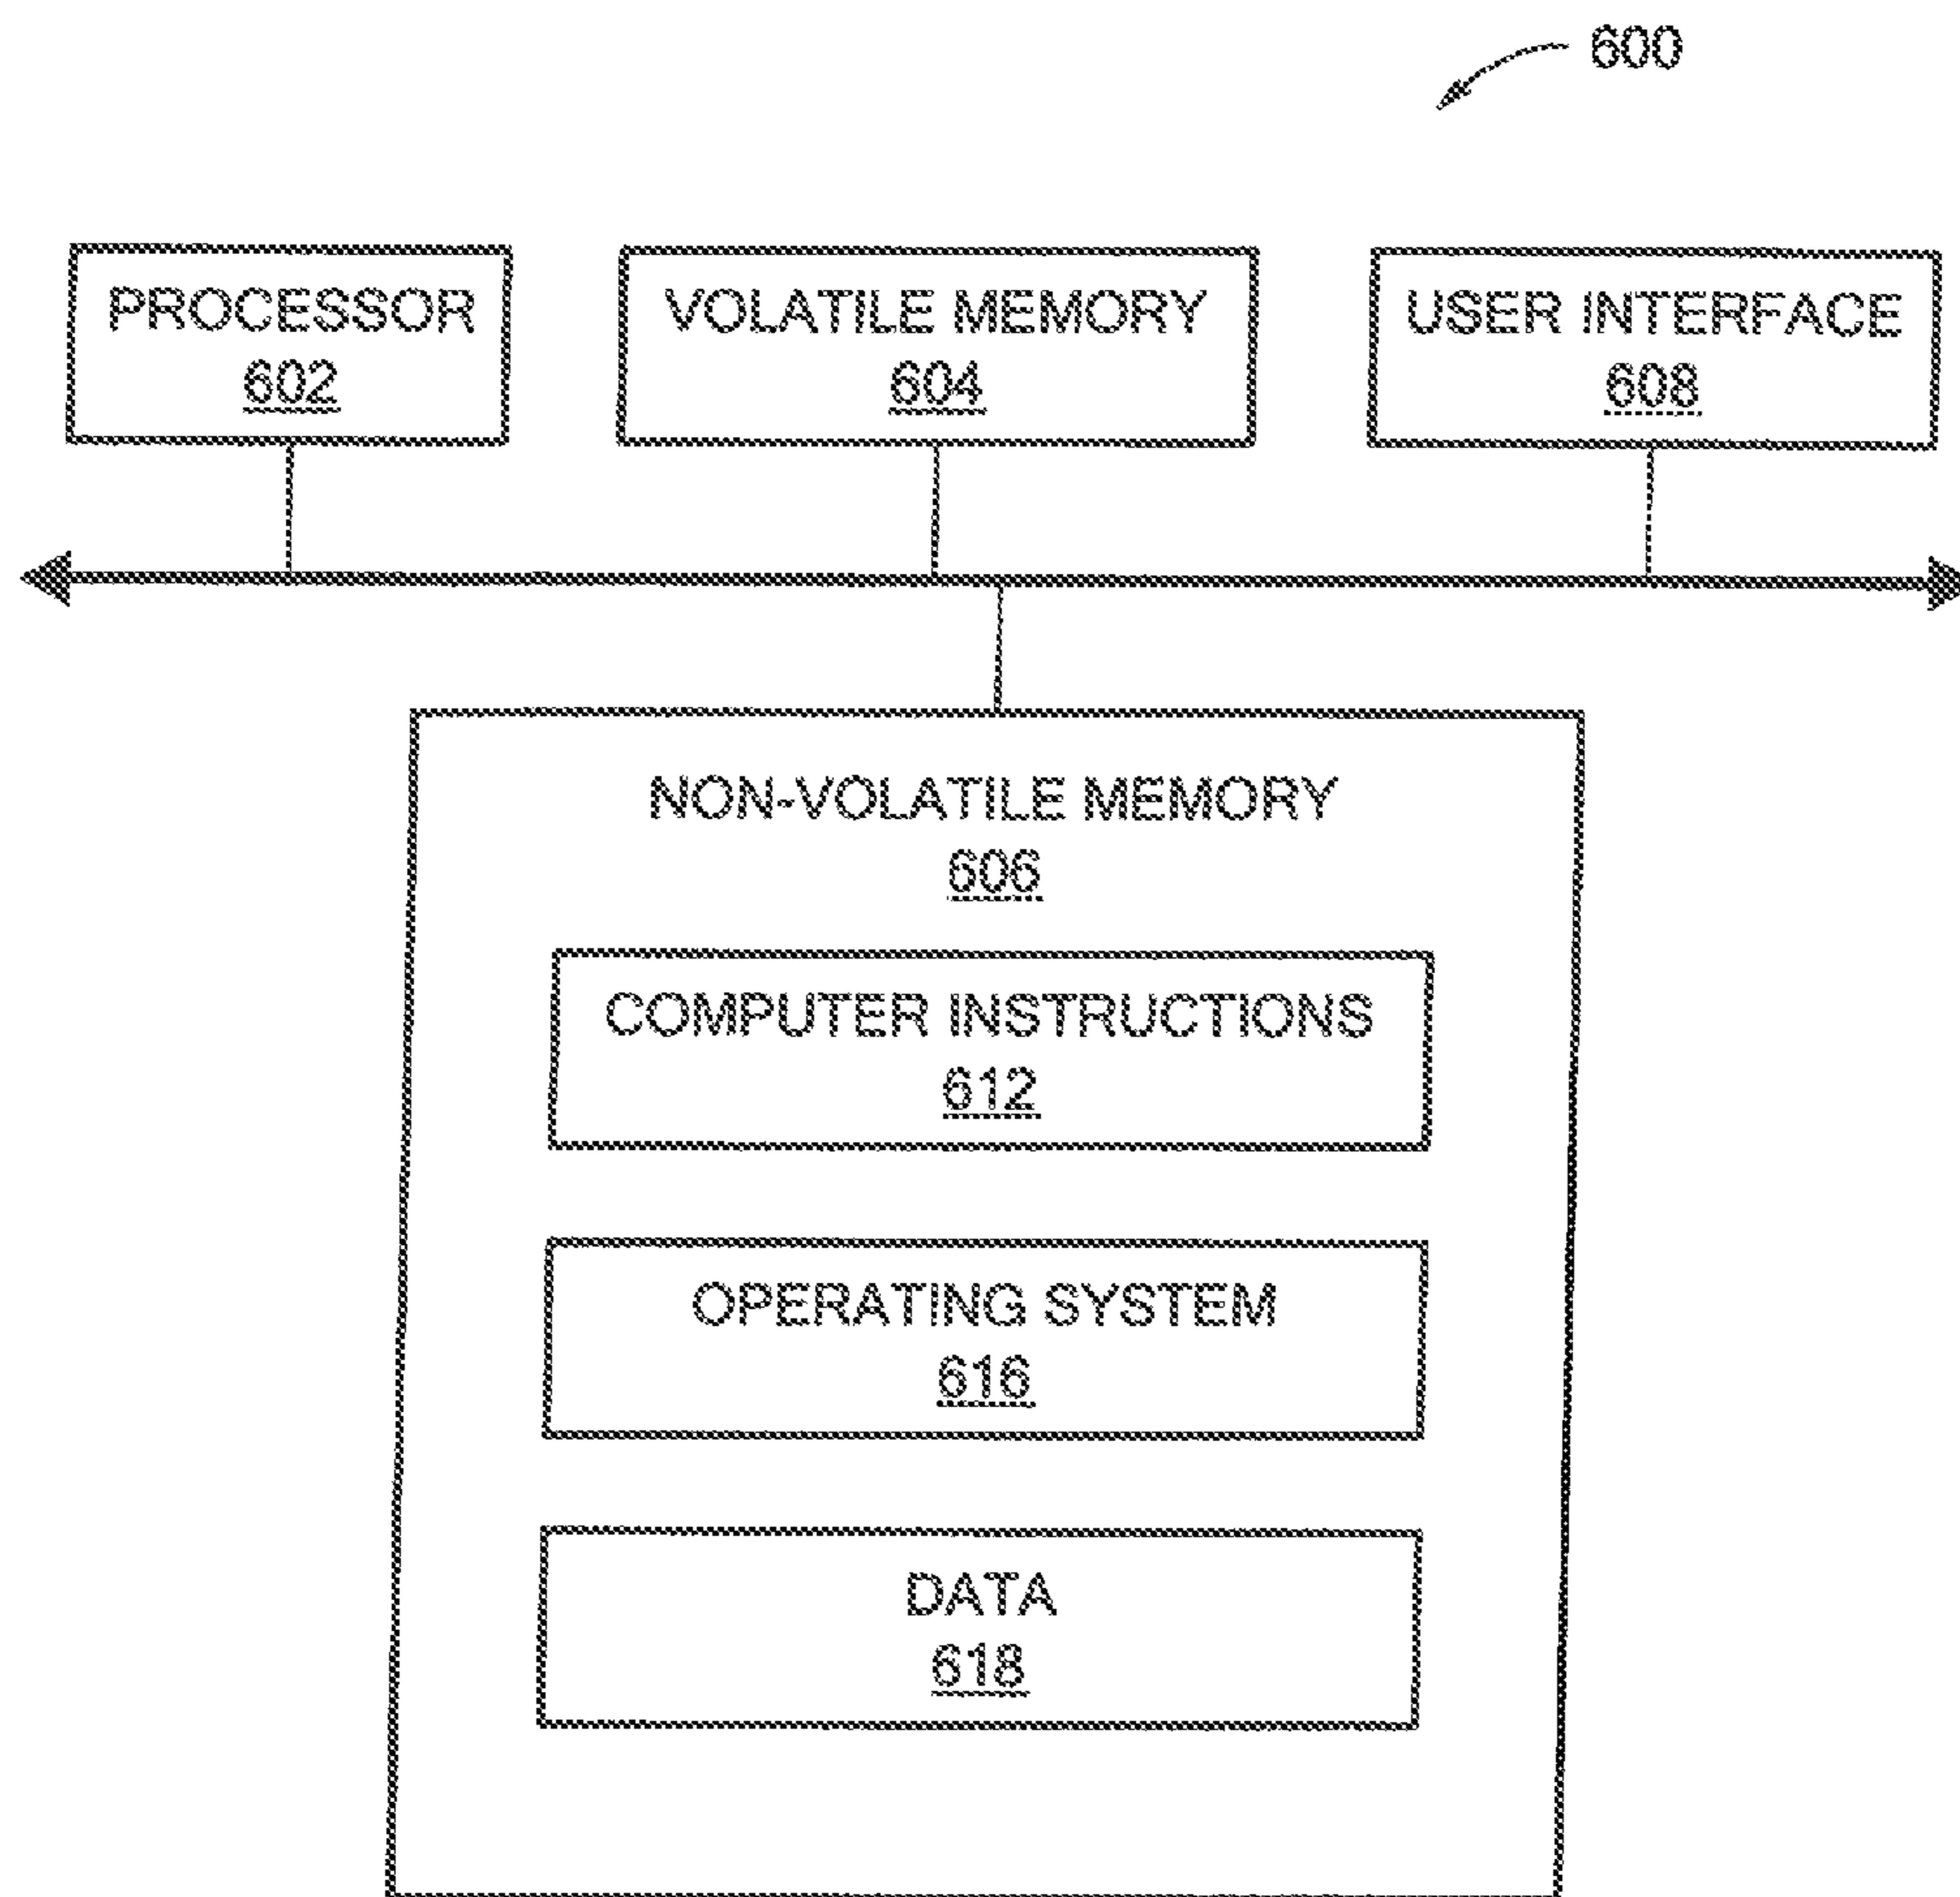 600
PROCESSOR
602
VOLATILE MEMORY
604
USER INTERFACE
608
NON-VOLATILE MEMORY
606
COMPUTER INSTRUCTIONS
612
OPERATING SYSTEM
616
DATA
618